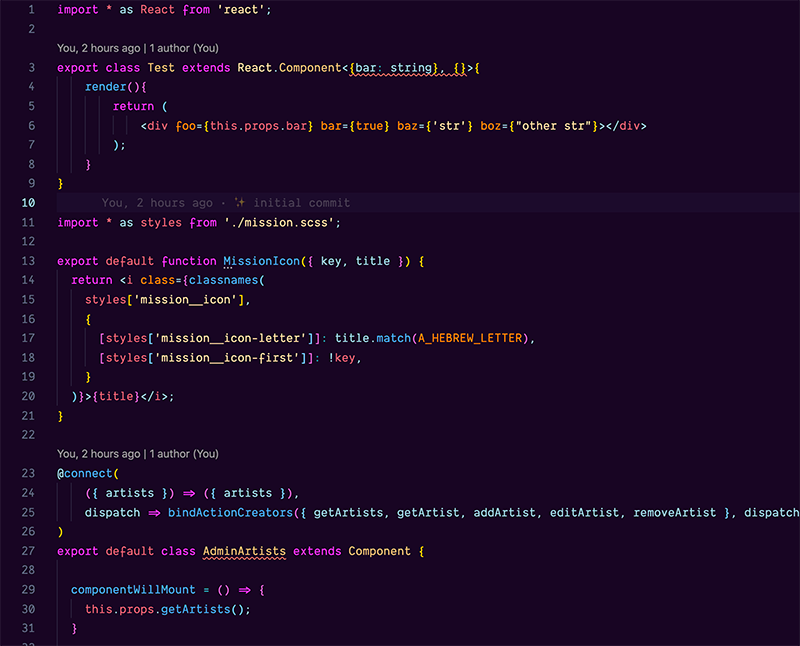 1 import * as React from 'react';
2
You, 2 hours ago | 1 author (You)
3 export class Test extends React.Component<{bar: string}, {}>{
4     render(){
5         return (
6             <div foo={this.props.bar} bar={true} baz={'str'} boz={"other str"}></div>
7         );
8     }
9 }
10       You, 2 hours ago · ✨ initial commit
11 import * as styles from './mission.scss';
12
13 export default function MissionIcon({ key, title }) {
14   return <i class={classnames(
15     styles['mission__icon'],
16     {
17       [styles['mission__icon-letter']]: title.match(A_HEBREW_LETTER),
18       [styles['mission__icon-first']]: !key,
19     }
20   )}>{title}</i>;
21 }
22
You, 2 hours ago | 1 author (You)
23 @connect(
24     ({ artists }) => ({ artists }),
25     dispatch => bindActionCreators({ getArtists, getArtist, addArtist, editArtist, removeArtist }, dispatch
26 )
27 export default class AdminArtists extends Component {
28
29   componentWillMount = () => {
30     this.props.getArtists();
31   }